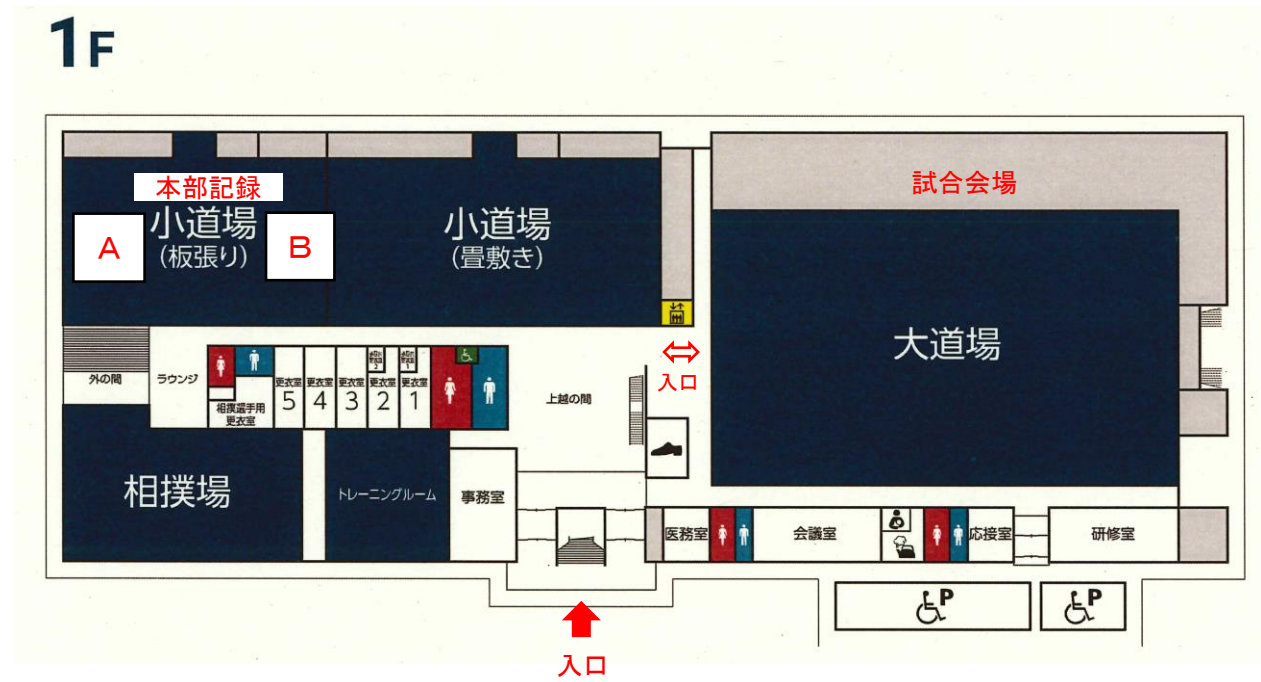 1F
本部記録
試合会場
A
小道場
(板張り)
B
小道場
(畳敷き)
大道場
入口
外の間
ラウンジ
相撲選手用
更衣室
更衣室
5
更衣室
4
更衣室
3
更衣室
2
更衣室
1
上越の間
相撲場
トレーニングルーム
事務室
医務室
会議室
応接室
研修室
P
P
入口